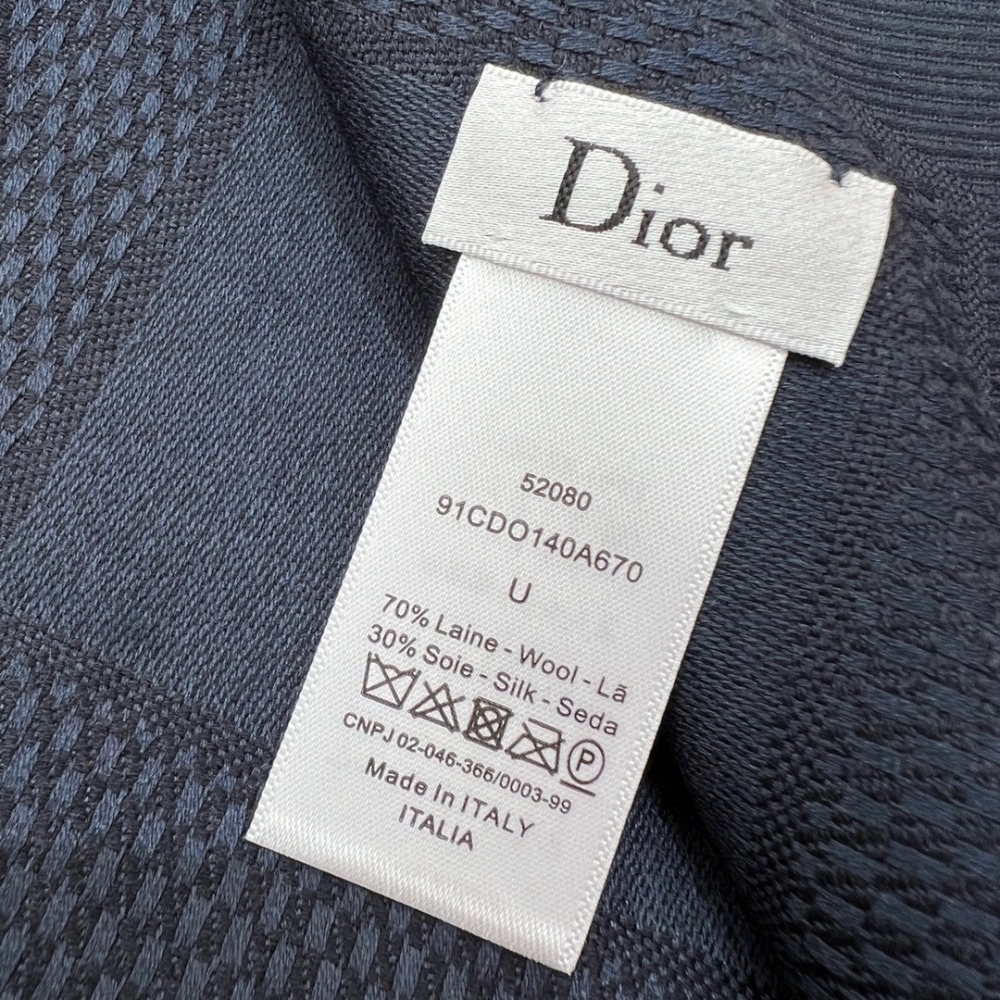 Dior
52080
91CDO140A670
U
70% Laine - Wool - Lã
30% Soie - Silk - Seda
P
CNPJ 02-046-366/0003-99
Made In ITALY
ITALIA